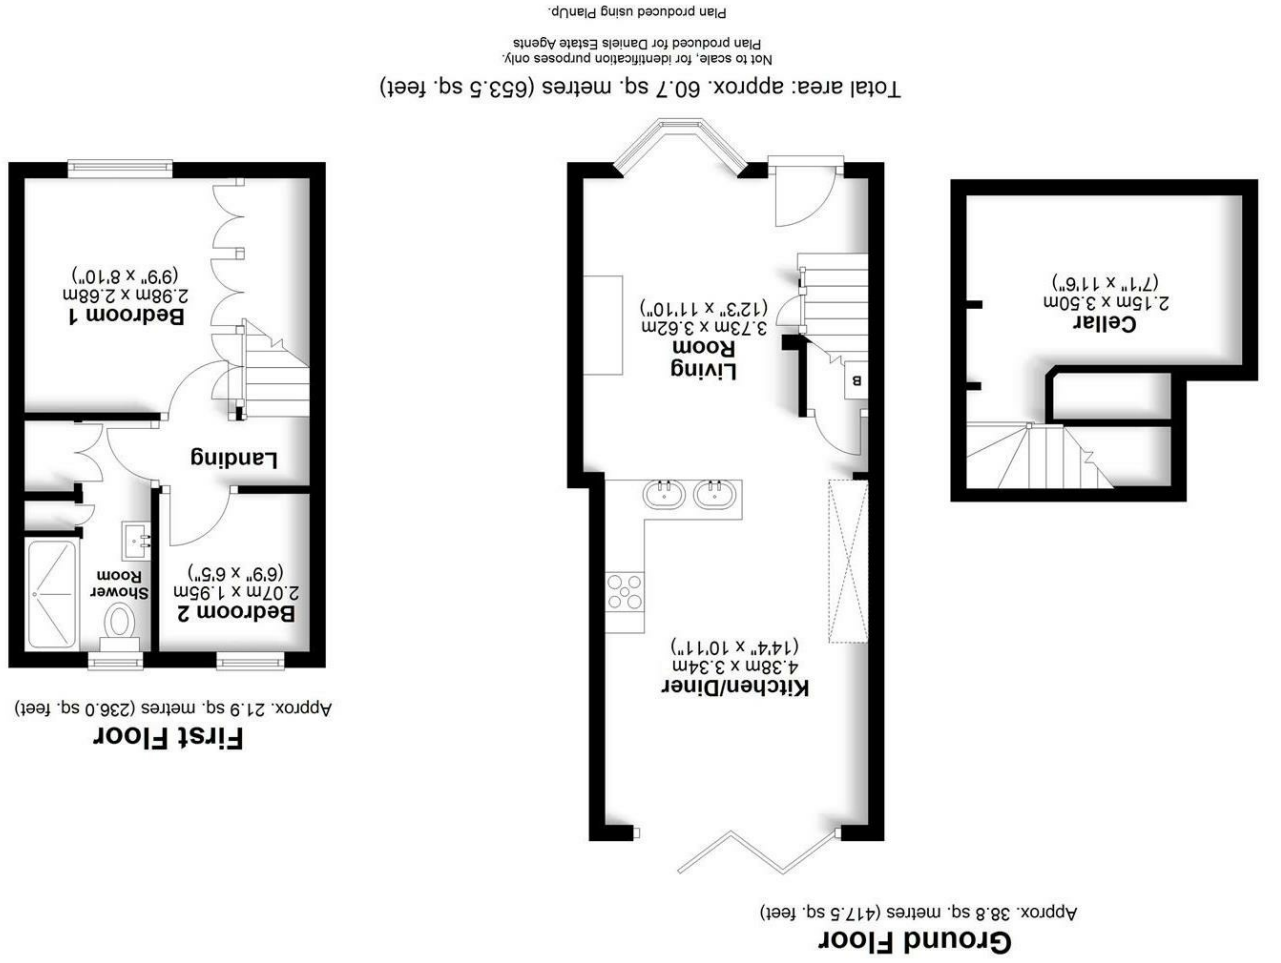 Ground Floor
Approx. 38.8 sq. metres (417.5 sq. feet)
Kitchen/Diner
4.38m x 3.34m
(14'4" x 10'11")
Living
Room
3.73m x 3.62m
(12'3" x 11'10")
B
Cellar
2.15m x 3.50m
(7'1" x 11'6")
First Floor
Approx. 21.9 sq. metres (236.0 sq. feet)
Bedroom 2
2.07m x 1.95m
(6'9" x 6'5")
Shower
Room
Landing
Bedroom 1
2.98m x 2.68m
(9'9" x 8'10")
Total area: approx. 60.7 sq. metres (653.5 sq. feet)
Not to scale, for identification purposes only.
Plan produced for Daniels Estate Agents
Plan produced using PlanUp.